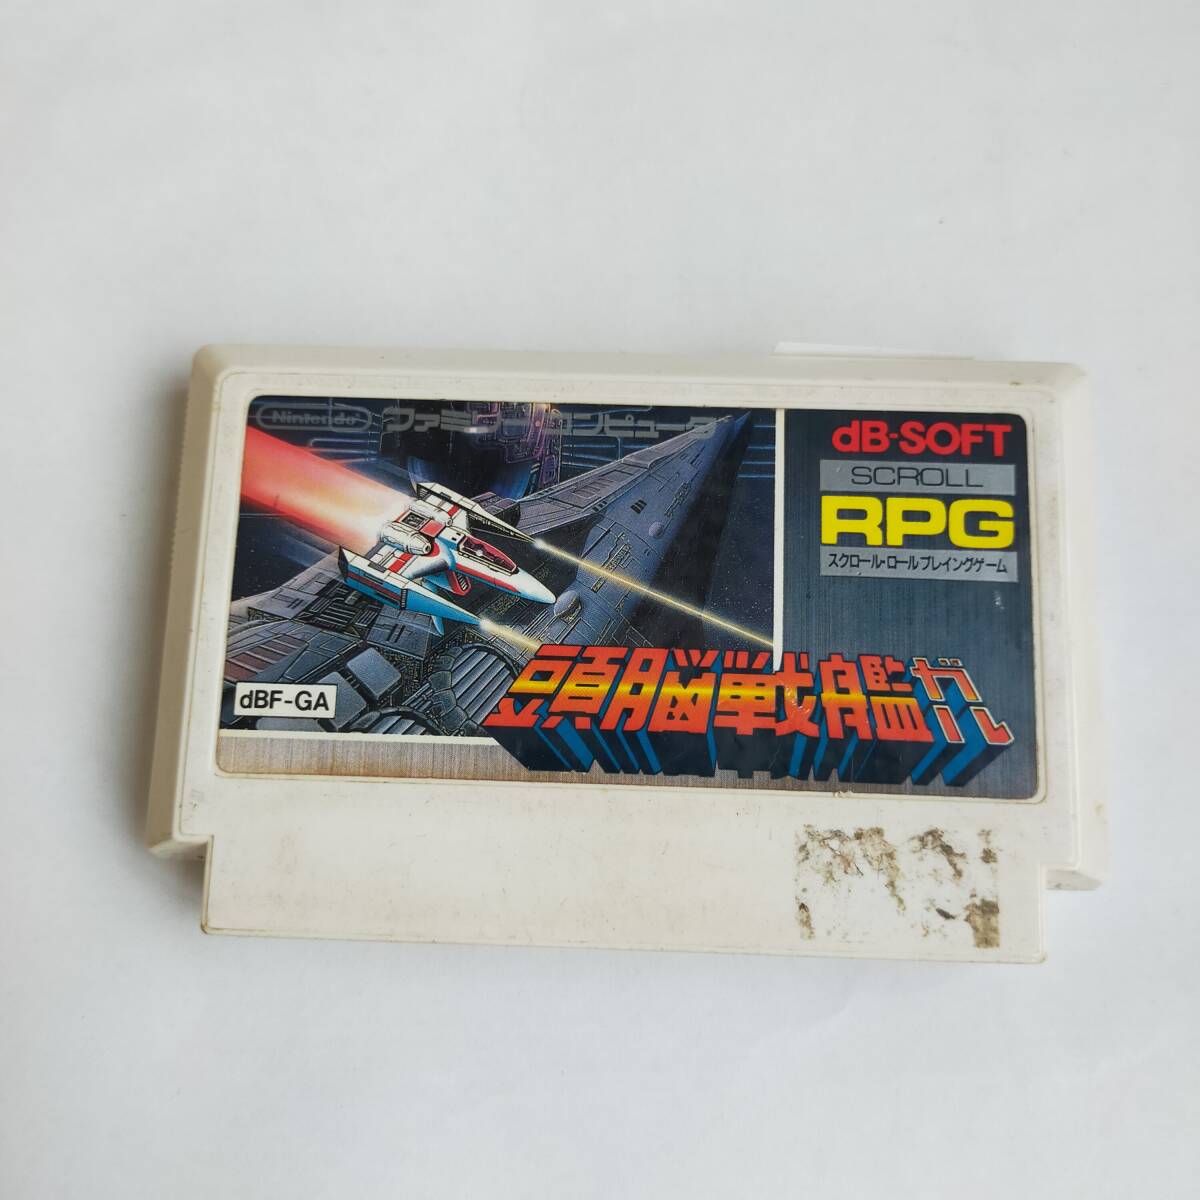 Nintendo ファミリーコンピュータ
dB-SOFT
SCROLL
RPG
スクロール・ロールプレイングゲーム
頭脳戦艦ガル
dBF-GA